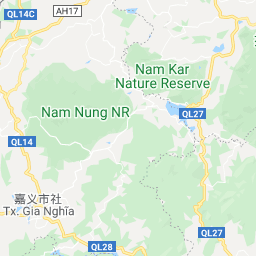 QL14C
AH17
Nam Kar
Nature Reserve
Nam Nung NR
QL27
QL14
嘉义市社
Tx. Gia Nghĩa
QL27
QL28